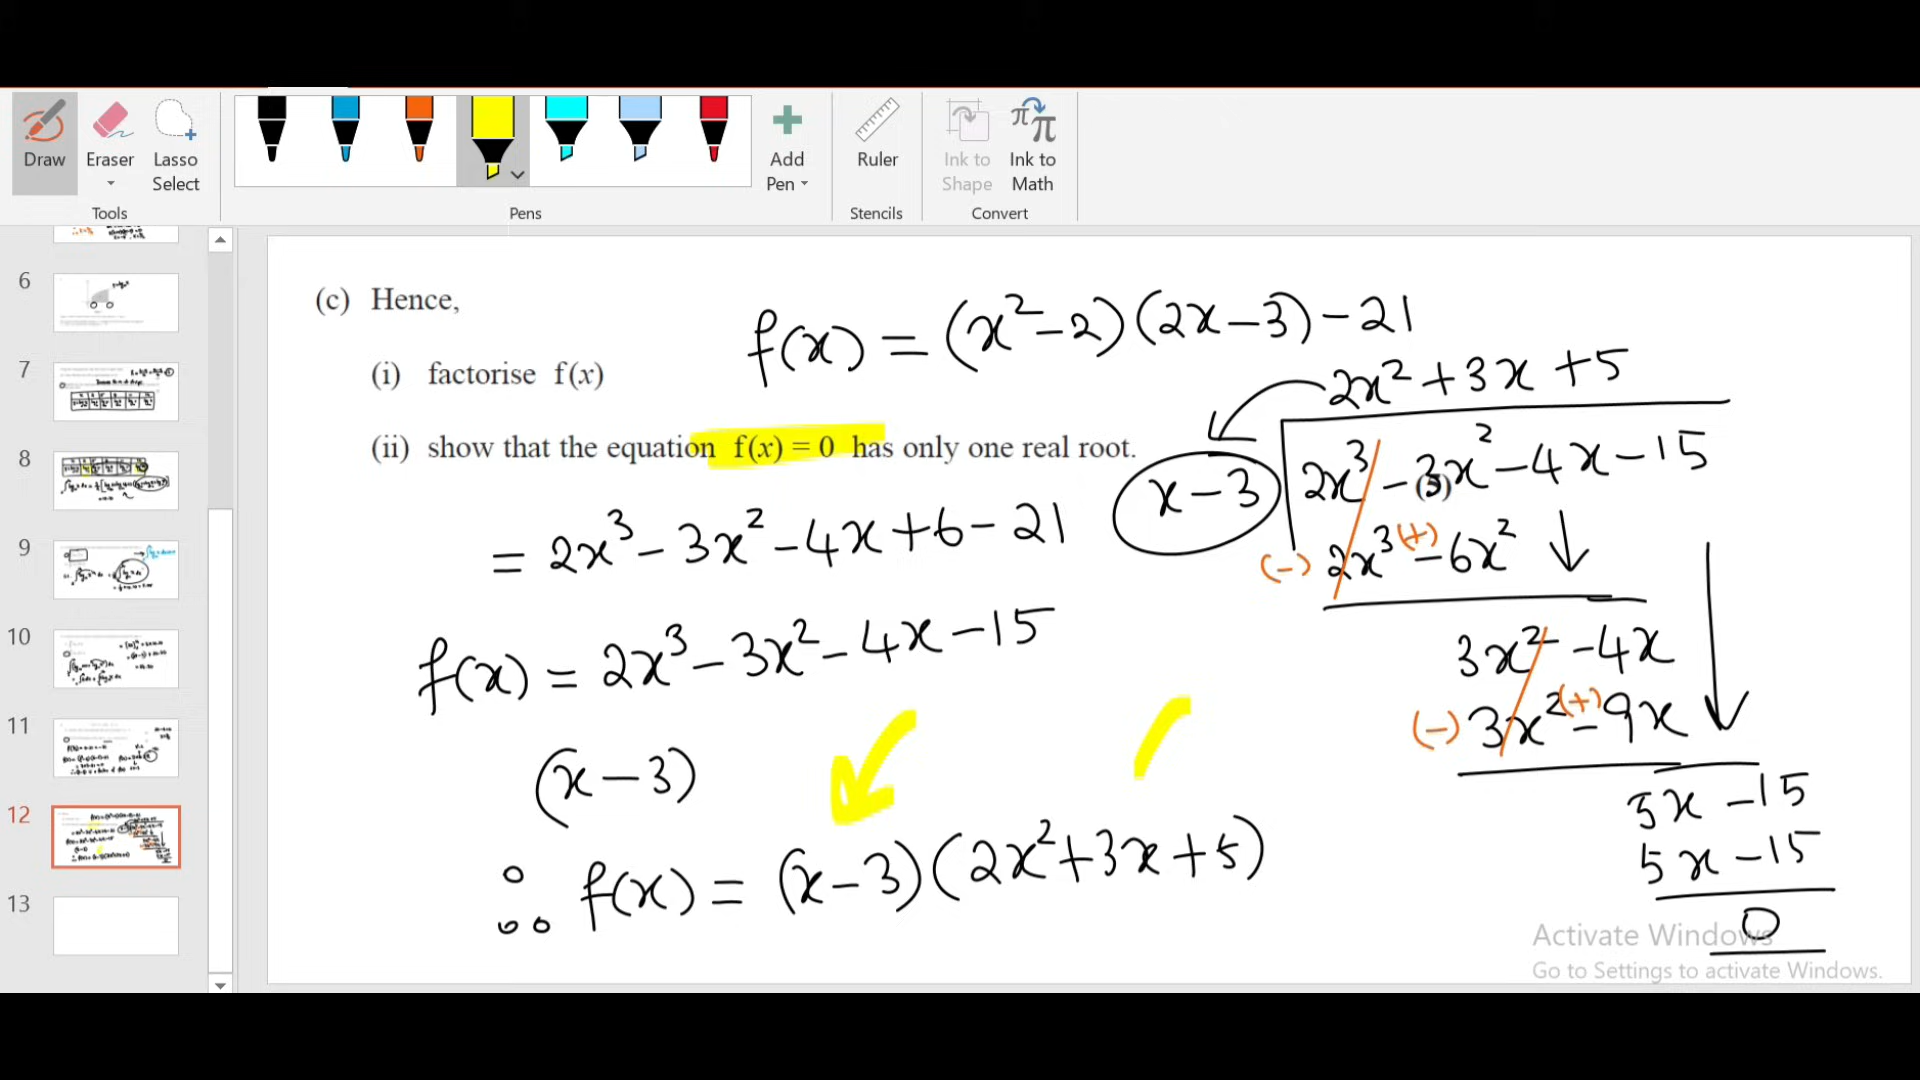 Draw
Eraser
Lasso Select
Add Pen
Ruler
Ink to Shape
Ink to Math
Tools
Pens
Stencils
Convert
6
7
8
9
10
11
12
13
(c) Hence,
f(x) = (x² - 2)(2x - 3) - 21
(i) factorise f(x)
(ii) show that the equation f(x) = 0 has only one real root.
(5)
= 2x³ - 3x² - 4x + 6 - 21
f(x) = 2x³ - 3x² - 4x - 15
(x - 3)
∴ f(x) = (x - 3)(2x² + 3x + 5)
2x² + 3x + 5
x - 3
2x³ - 3x² - 4x - 15
(-) 2x³ (+) - 6x²
3x² - 4x
(-) 3x² (+) - 9x
5x - 15
5x - 15
0
Activate Windows
Go to Settings to activate Windows.